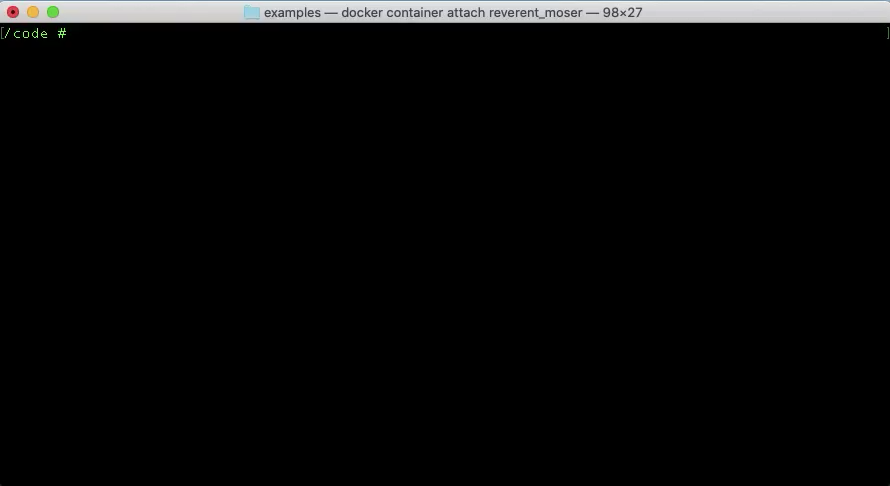 examples — docker container attach reverent_moser — 98×27
[/code # ]